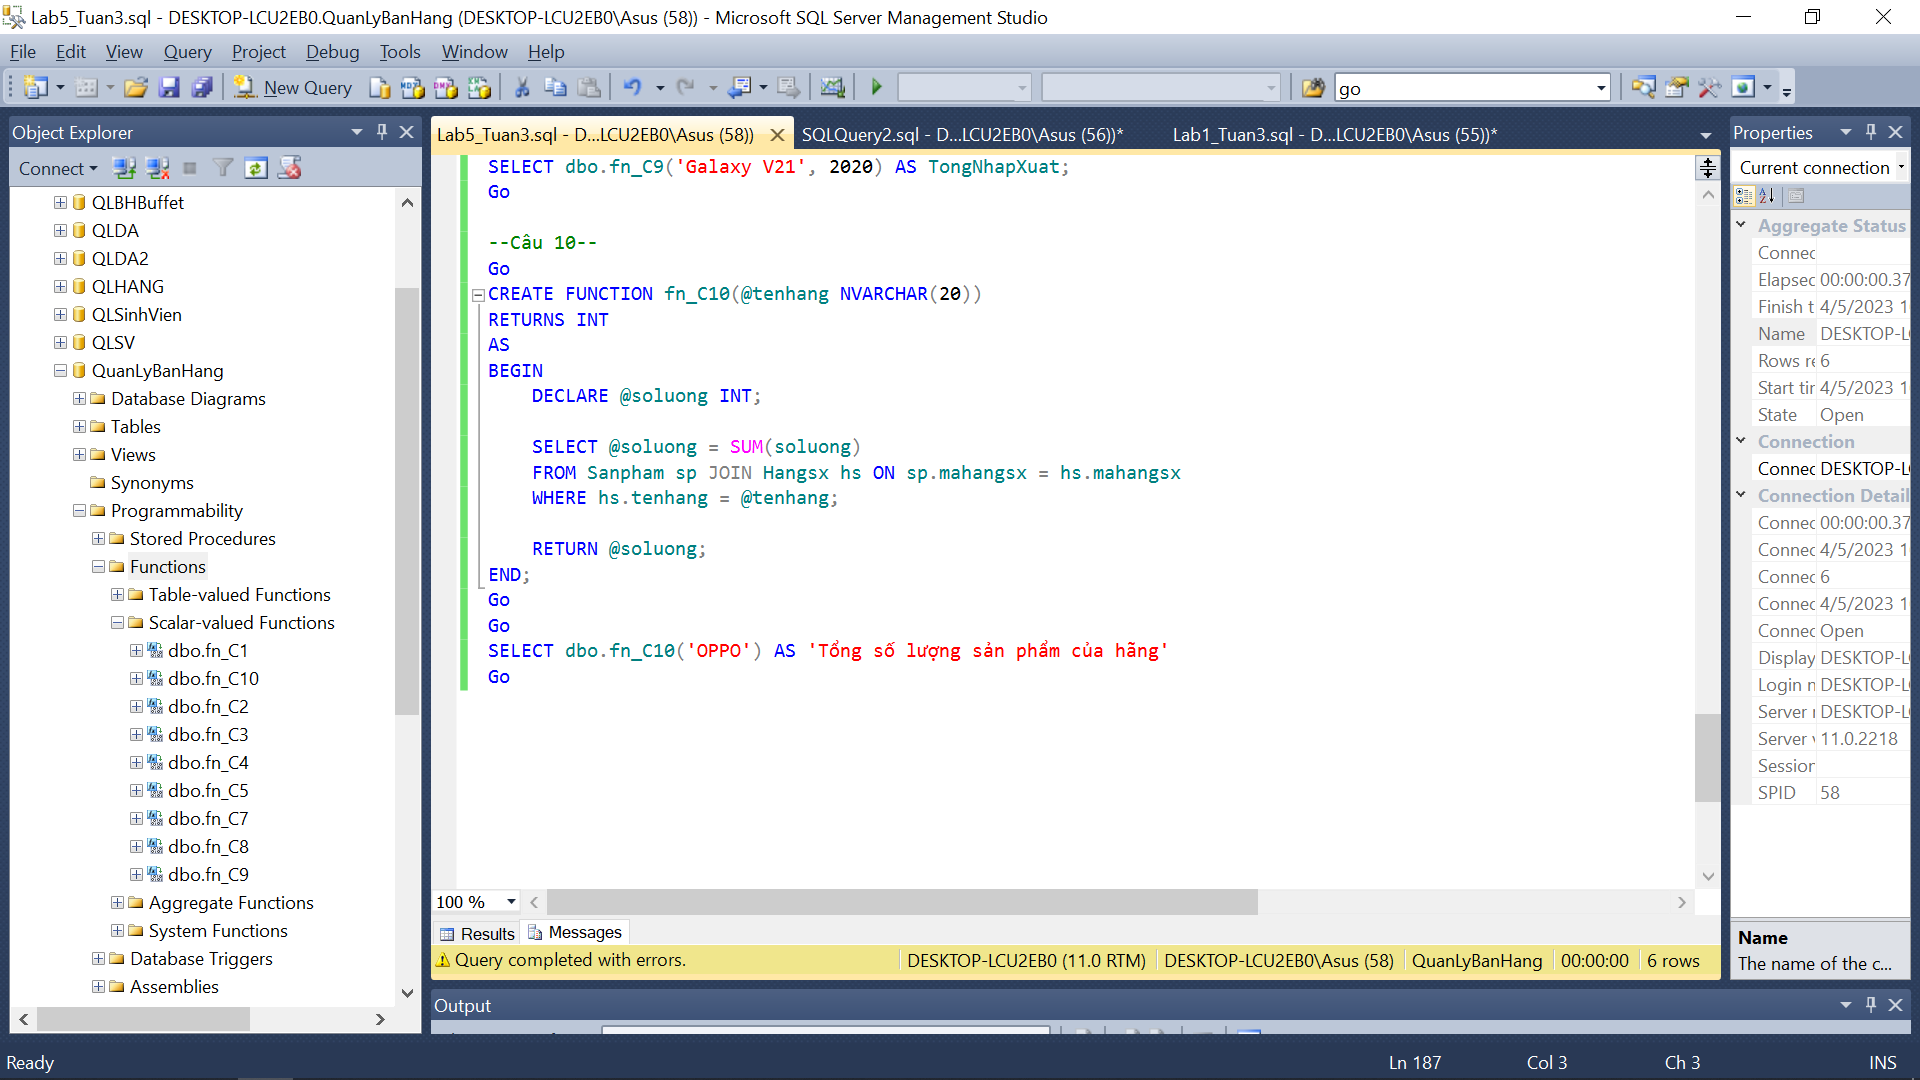 Lab5_Tuan3.sql - DESKTOP-LCU2EB0.QuanLyBanHang (DESKTOP-LCU2EB0\Asus (58)) - Microsoft SQL Server Management Studio
File Edit View Query Project Debug Tools Window Help
New Query
go
Object Explorer
Connect
QLBHBuffet
QLDA
QLDA2
QLHANG
QLSinhVien
QLSV
QuanLyBanHang
Database Diagrams
Tables
Views
Synonyms
Programmability
Stored Procedures
Functions
Table-valued Functions
Scalar-valued Functions
dbo.fn_C1
dbo.fn_C10
dbo.fn_C2
dbo.fn_C3
dbo.fn_C4
dbo.fn_C5
dbo.fn_C7
dbo.fn_C8
dbo.fn_C9
Aggregate Functions
System Functions
Database Triggers
Assemblies
Lab5_Tuan3.sql - D...LCU2EB0\Asus (58)) SQLQuery2.sql - D...LCU2EB0\Asus (56))* Lab1_Tuan3.sql - D...LCU2EB0\Asus (55))*
SELECT dbo.fn_C9('Galaxy V21', 2020) AS TongNhapXuat;
Go
--Câu 10--
Go
CREATE FUNCTION fn_C10(@tenhang NVARCHAR(20))
RETURNS INT
AS
BEGIN
DECLARE @soluong INT;
SELECT @soluong = SUM(soluong)
FROM Sanpham sp JOIN Hangsx hs ON sp.mahangsx = hs.mahangsx
WHERE hs.tenhang = @tenhang;
RETURN @soluong;
END;
Go
Go
SELECT dbo.fn_C10('OPPO') AS 'Tổng số lượng sản phẩm của hãng'
Go
100 %
Results Messages
Query completed with errors. DESKTOP-LCU2EB0 (11.0 RTM) DESKTOP-LCU2EB0\Asus (58) QuanLyBanHang 00:00:00 6 rows
Output
Properties
Current connection
Aggregate Status
Connec
Elapsec 00:00:00.37
Finish t 4/5/2023 1
Name DESKTOP-L
Rows re 6
Start tir 4/5/2023 1
State Open
Connection
Connec DESKTOP-L
Connection Detail
Connec 00:00:00.37
Connec 4/5/2023 1
Connec 6
Connec 4/5/2023 1
Connec Open
Display DESKTOP-L
Login n DESKTOP-L
Server r DESKTOP-L
Server v 11.0.2218
Session
SPID 58
Name
The name of the c...
Ready Ln 187 Col 3 Ch 3 INS